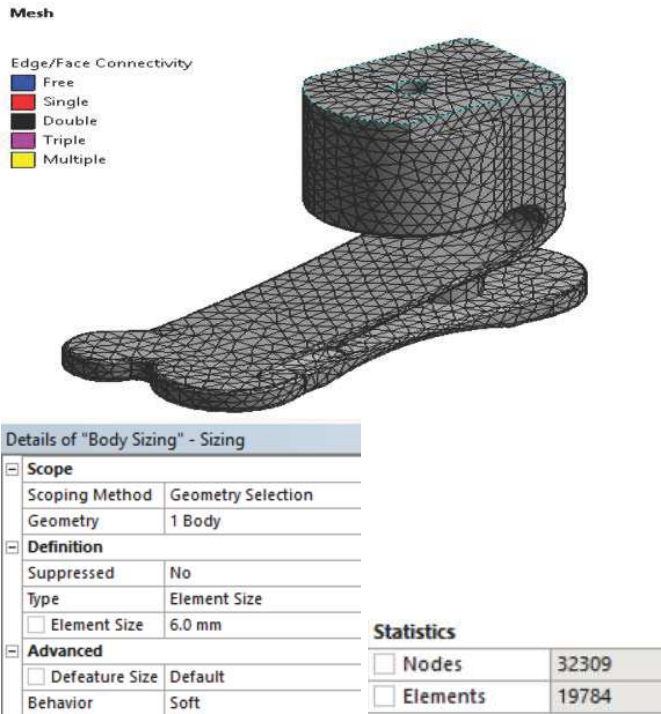 Mesh
Edge/Face Connectivity
Free
Single
Double
Triple
Multiple
Details of "Body Sizing" - Sizing
Scope
Scoping Method Geometry Selection
Geometry 1 Body
Definition
Suppressed No
Type Element Size
Element Size 6.0 mm
Advanced
Defeature Size Default
Behavior Soft
Statistics
Nodes 32309
Elements 19784